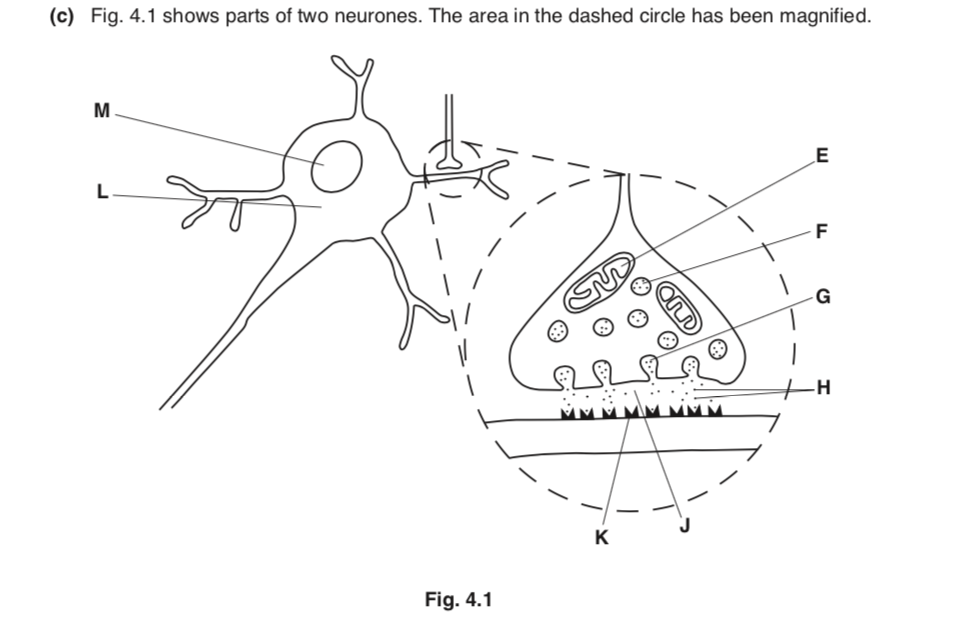 (c) Fig. 4.1 shows parts of two neurones. The area in the dashed circle has been magnified.
M
E
L
F
G
H
J
K
Fig. 4.1